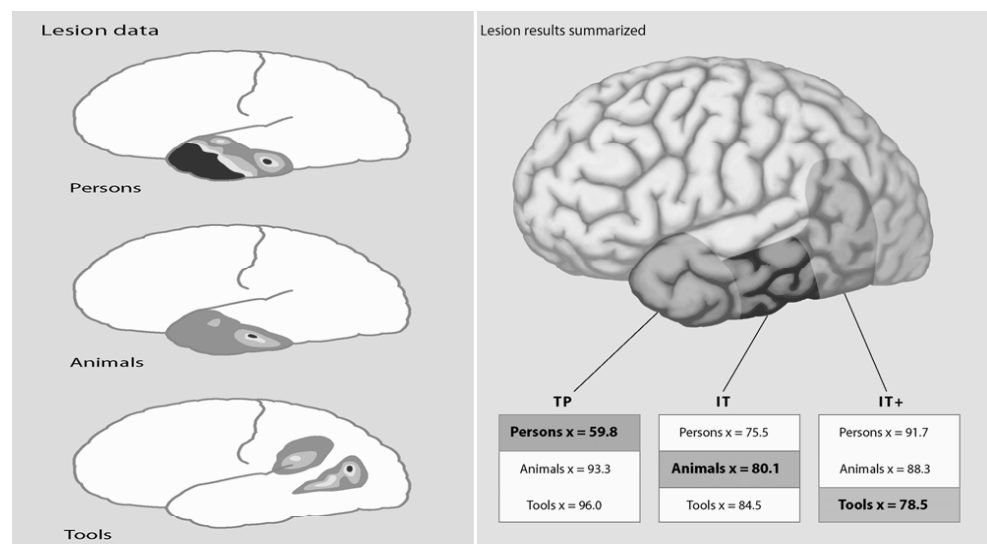 Lesion data
Persons
Animals
Tools
Lesion results summarized
TP
Persons x = 59.8
Animals x = 93.3
Tools x = 96.0
IT
Persons x = 75.5
Animals x = 80.1
Tools x = 84.5
IT+
Persons x = 91.7
Animals x = 88.3
Tools x = 78.5